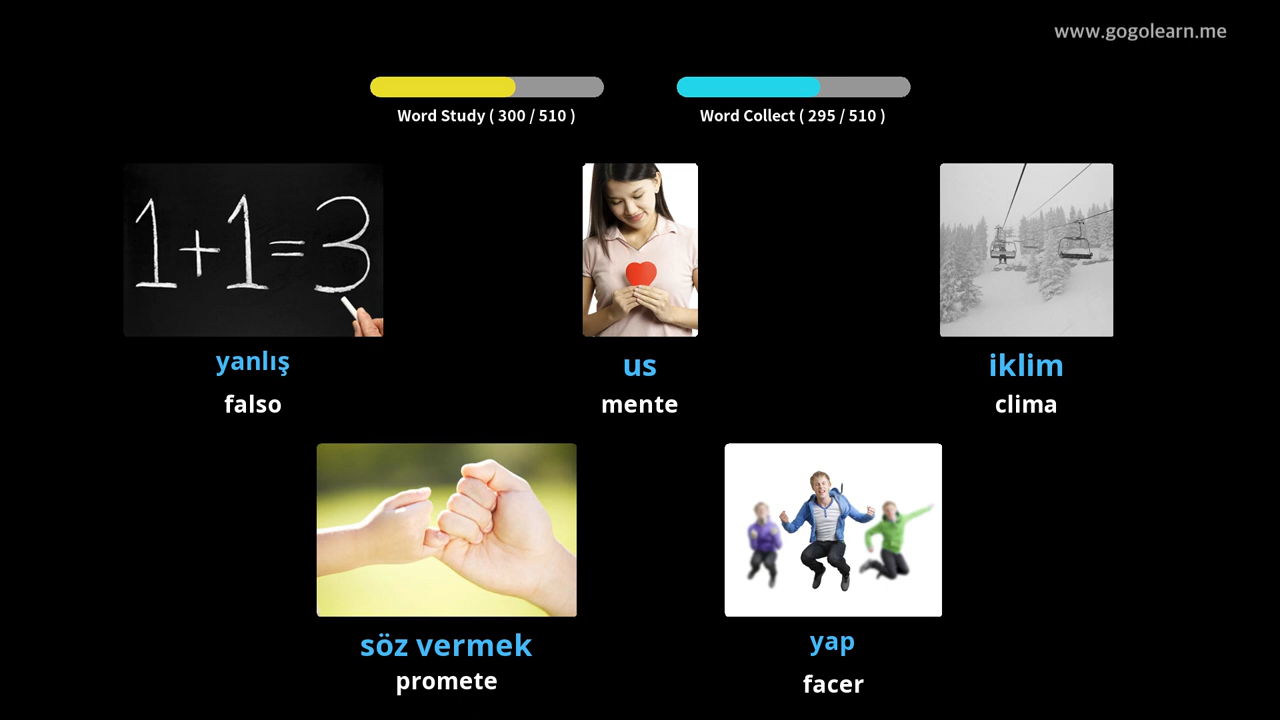 www.gogolearn.me
Word Study ( 300 / 510 )
Word Collect ( 295 / 510 )
1+1=3
yanlış
falso
us
mente
iklim
clima
söz vermek
promete
yap
facer